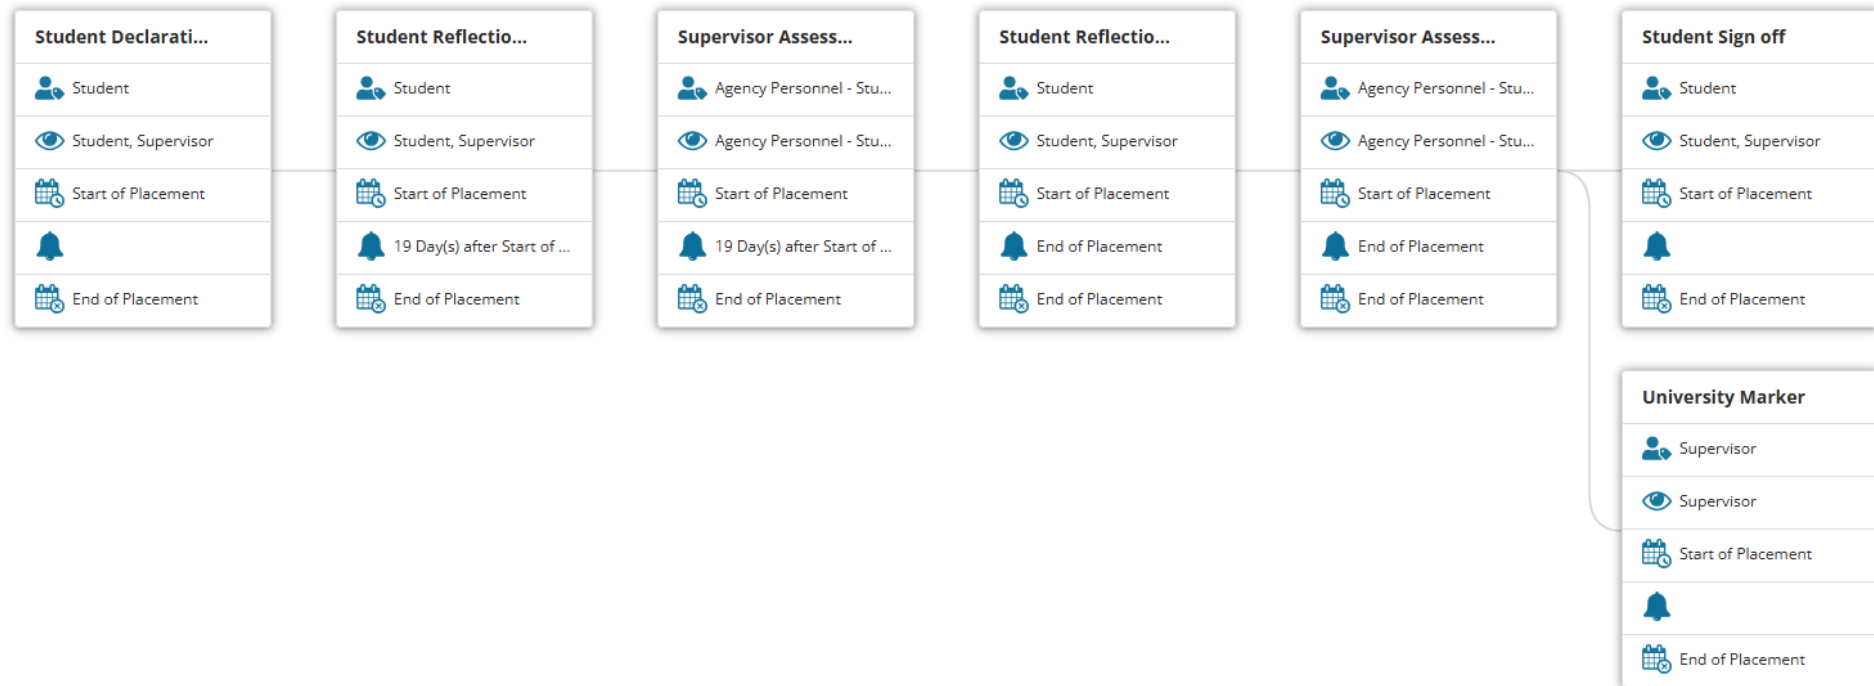 Student Declarati...
Student
Student, Supervisor
Start of Placement
End of Placement
Student Reflectio...
Student
Student, Supervisor
Start of Placement
19 Day(s) after Start of ...
End of Placement
Supervisor Assess...
Agency Personnel - Stu...
Agency Personnel - Stu...
Start of Placement
19 Day(s) after Start of ...
End of Placement
Student Reflectio...
Student
Student, Supervisor
Start of Placement
End of Placement
End of Placement
Supervisor Assess...
Agency Personnel - Stu...
Agency Personnel - Stu...
Start of Placement
End of Placement
End of Placement
Student Sign off
Student
Student, Supervisor
Start of Placement
End of Placement
University Marker
Supervisor
Supervisor
Start of Placement
End of Placement